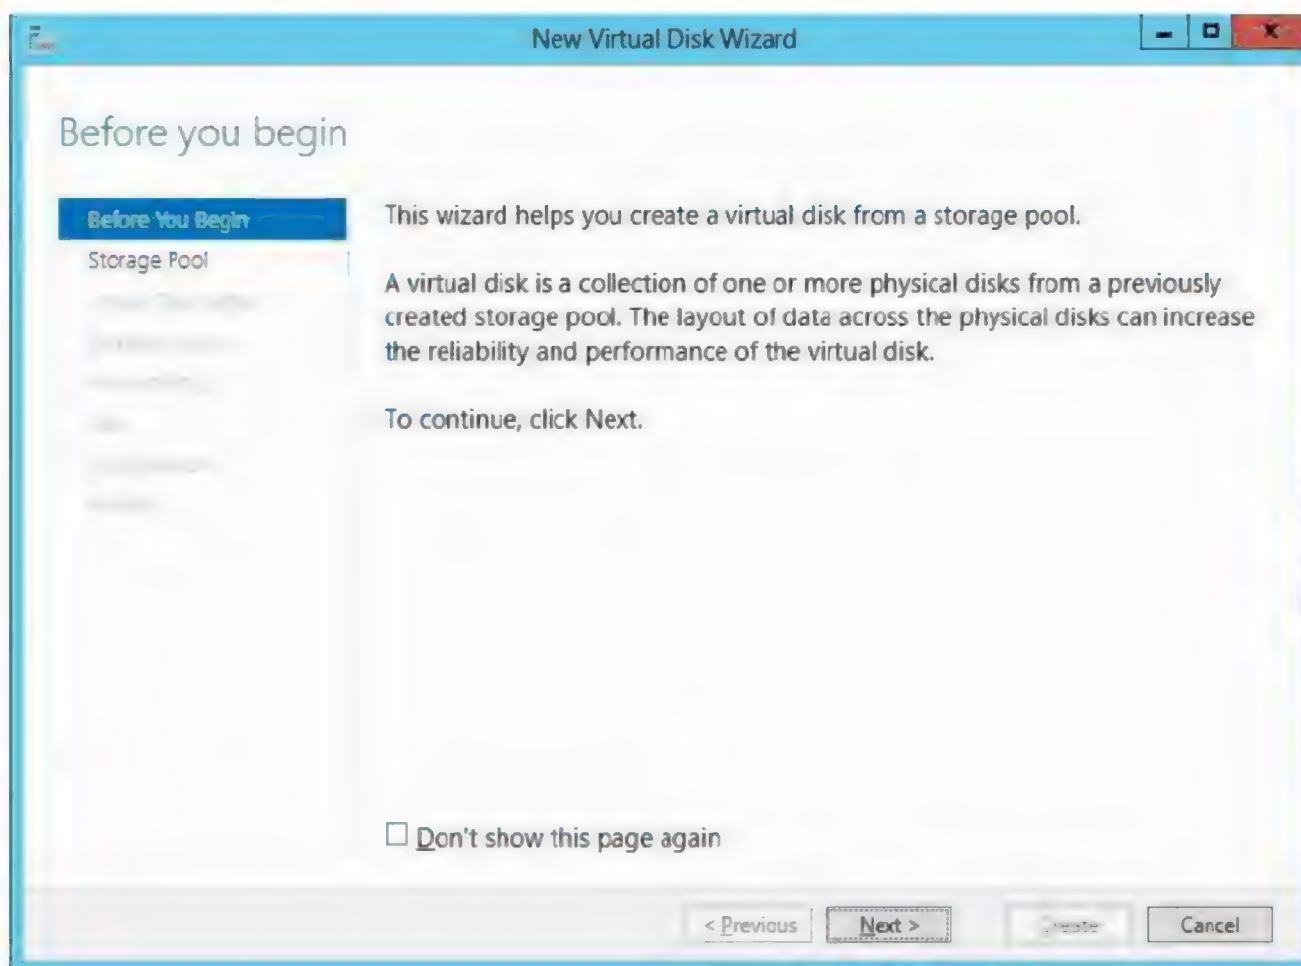 New Virtual Disk Wizard
Before you begin
Before You Begin
Storage Pool
This wizard helps you create a virtual disk from a storage pool.
A virtual disk is a collection of one or more physical disks from a previously
created storage pool. The layout of data across the physical disks can increase
the reliability and performance of the virtual disk.
To continue, click Next.
Don't show this page again
< Previous
Next >
Create
Cancel